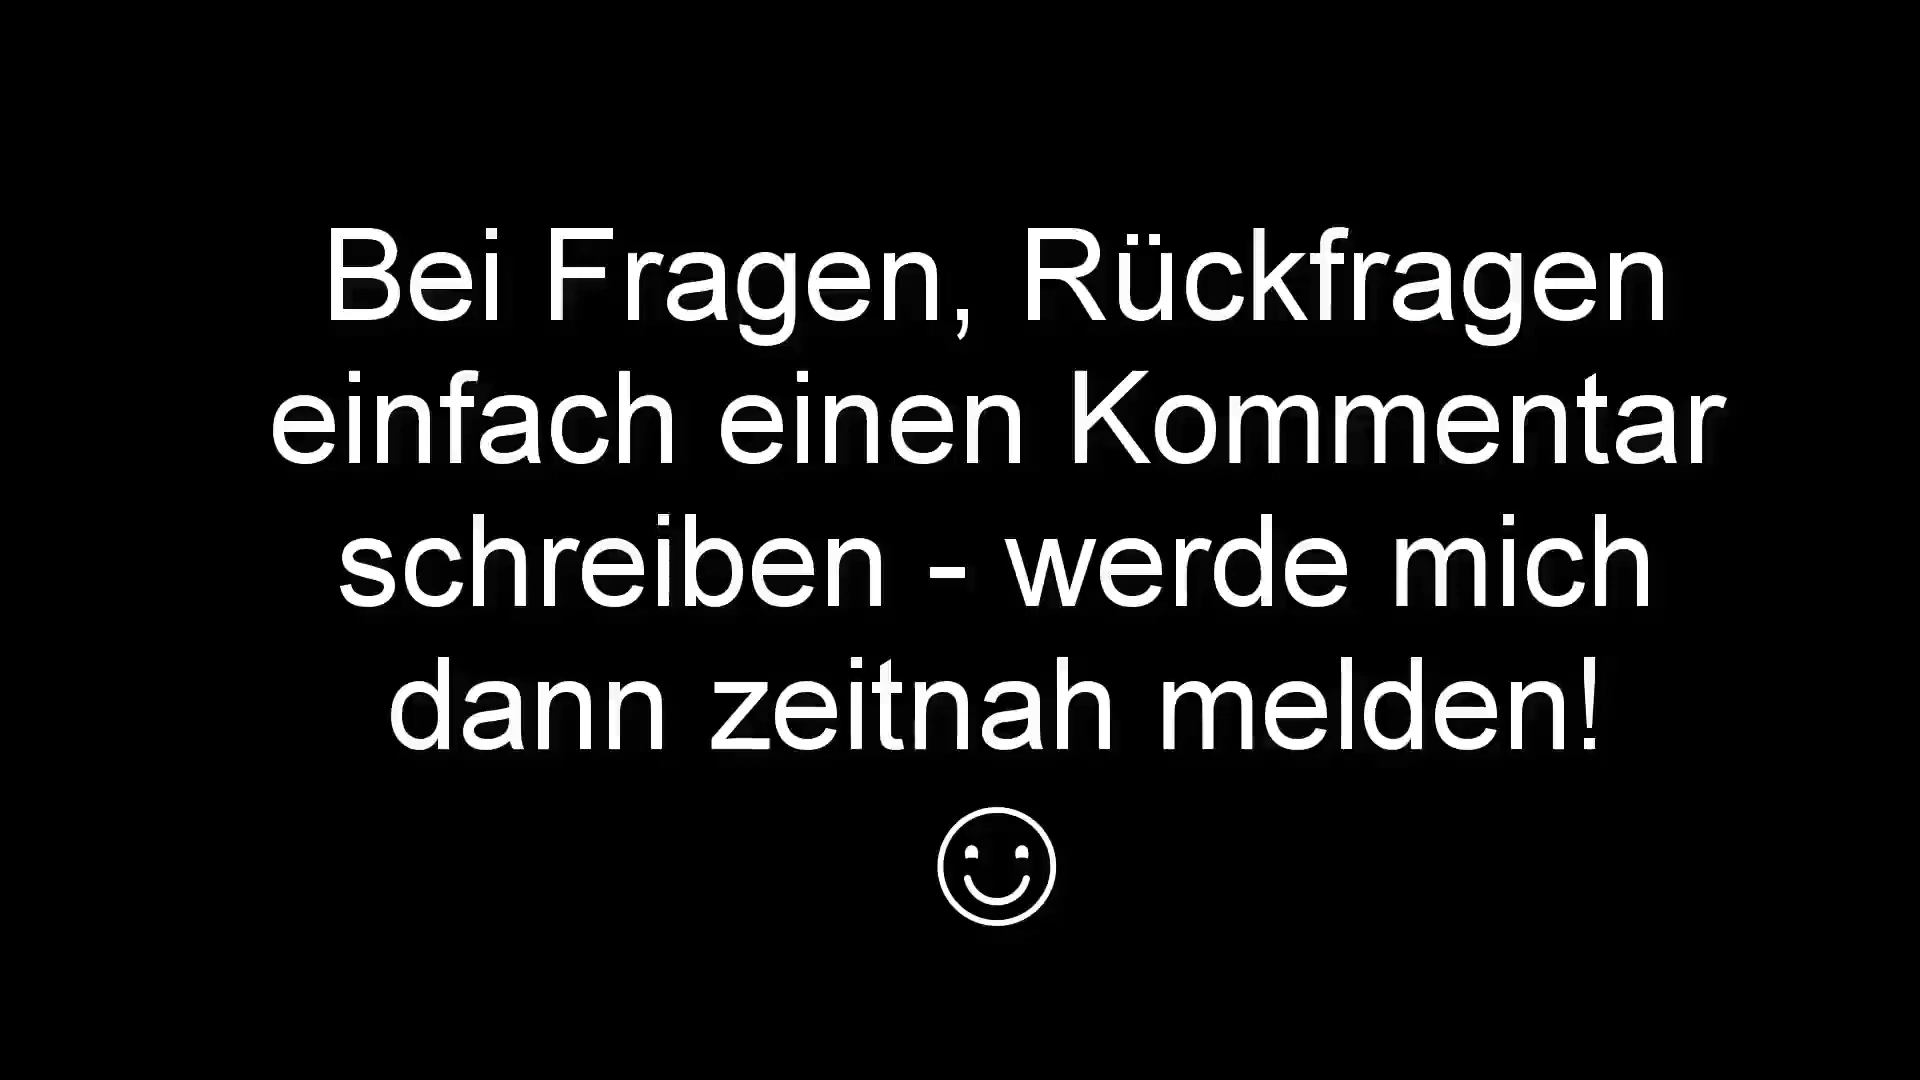 Bei Fragen, Rückfragen
einfach einen Kommentar
schreiben - werde mich
dann zeitnah melden!
☺